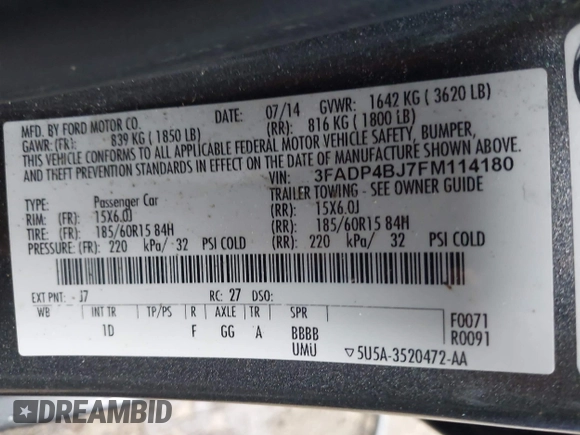 MFD. BY FORD MOTOR CO. DATE: 07/14 GVWR: 1642 KG ( 3620 LB)
GAWR: (FR): 839 KG ( 1850 LB) (RR): 816 KG ( 1800 LB)
THIS VEHICLE CONFORMS TO ALL APPLICABLE FEDERAL MOTOR VEHICLE SAFETY, BUMPER,
AND THEFT PREVENTION STANDARDS IN EFFECT ON THE DATE OF MANUFACTURE SHOWN ABOVE.
VIN: 3FADP4BJ7FM114180
TYPE: Passenger Car TRAILER TOWING - SEE OWNER GUIDE
RIM: (FR): 15X6.0J (RR): 15X6.0J
TIRE: (FR): 185/60R15 84H (RR): 185/60R15 84H
PRESSURE: (FR): 220 kPa/ 32 PSI COLD (RR): 220 kPa/ 32 PSI COLD
EXT PNT: - J7 RC: 27 DSO:
WB INT TR TP/PS R AXLE TR SPR F0071
1D F GG A BBBB R0091
UMU ▽5U5A-3520472-AA
DREAMBID